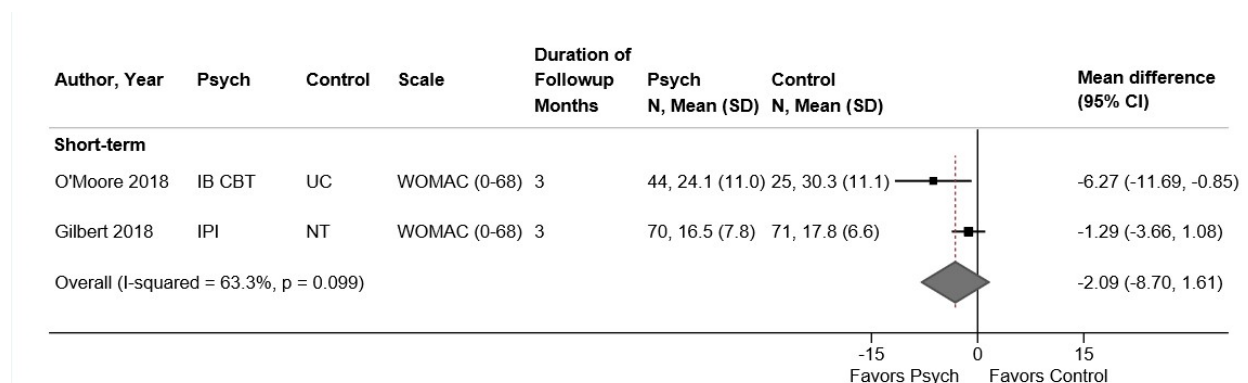 Author, Year Psych Control Scale Duration of Followup Months Psych N, Mean (SD) Control N, Mean (SD) Mean difference (95% CI)
Short-term
O'Moore 2018 IB CBT UC WOMAC (0-68) 3 44, 24.1 (11.0) 25, 30.3 (11.1) -6.27 (-11.69, -0.85)
Gilbert 2018 IPI NT WOMAC (0-68) 3 70, 16.5 (7.8) 71, 17.8 (6.6) -1.29 (-3.66, 1.08)
Overall (I-squared = 63.3%, p = 0.099) -2.09 (-8.70, 1.61)
-15 0 15
Favors Psych Favors Control